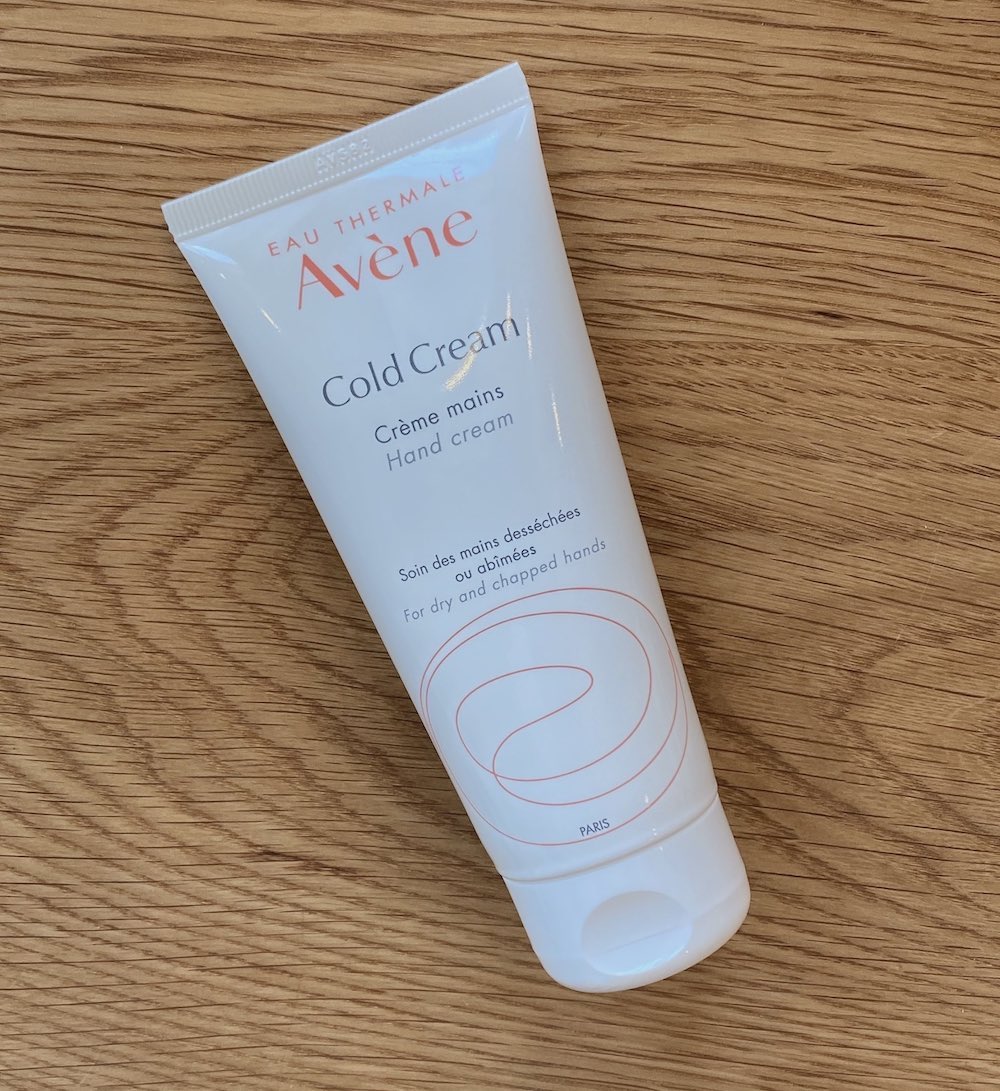 EAU THERMALE
Avène
Cold Cream
Crème mains
Hand cream
Soin des mains desséchées
ou abîmées
For dry and chapped hands
PARIS